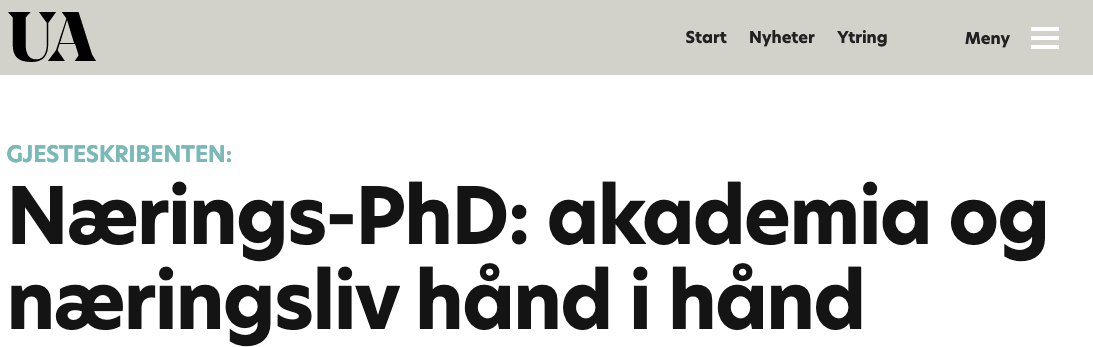 UA
Start Nyheter Ytring Meny
GJESTESKRIBENTEN:
Nærings-PhD: akademia og
næringsliv hånd i hånd